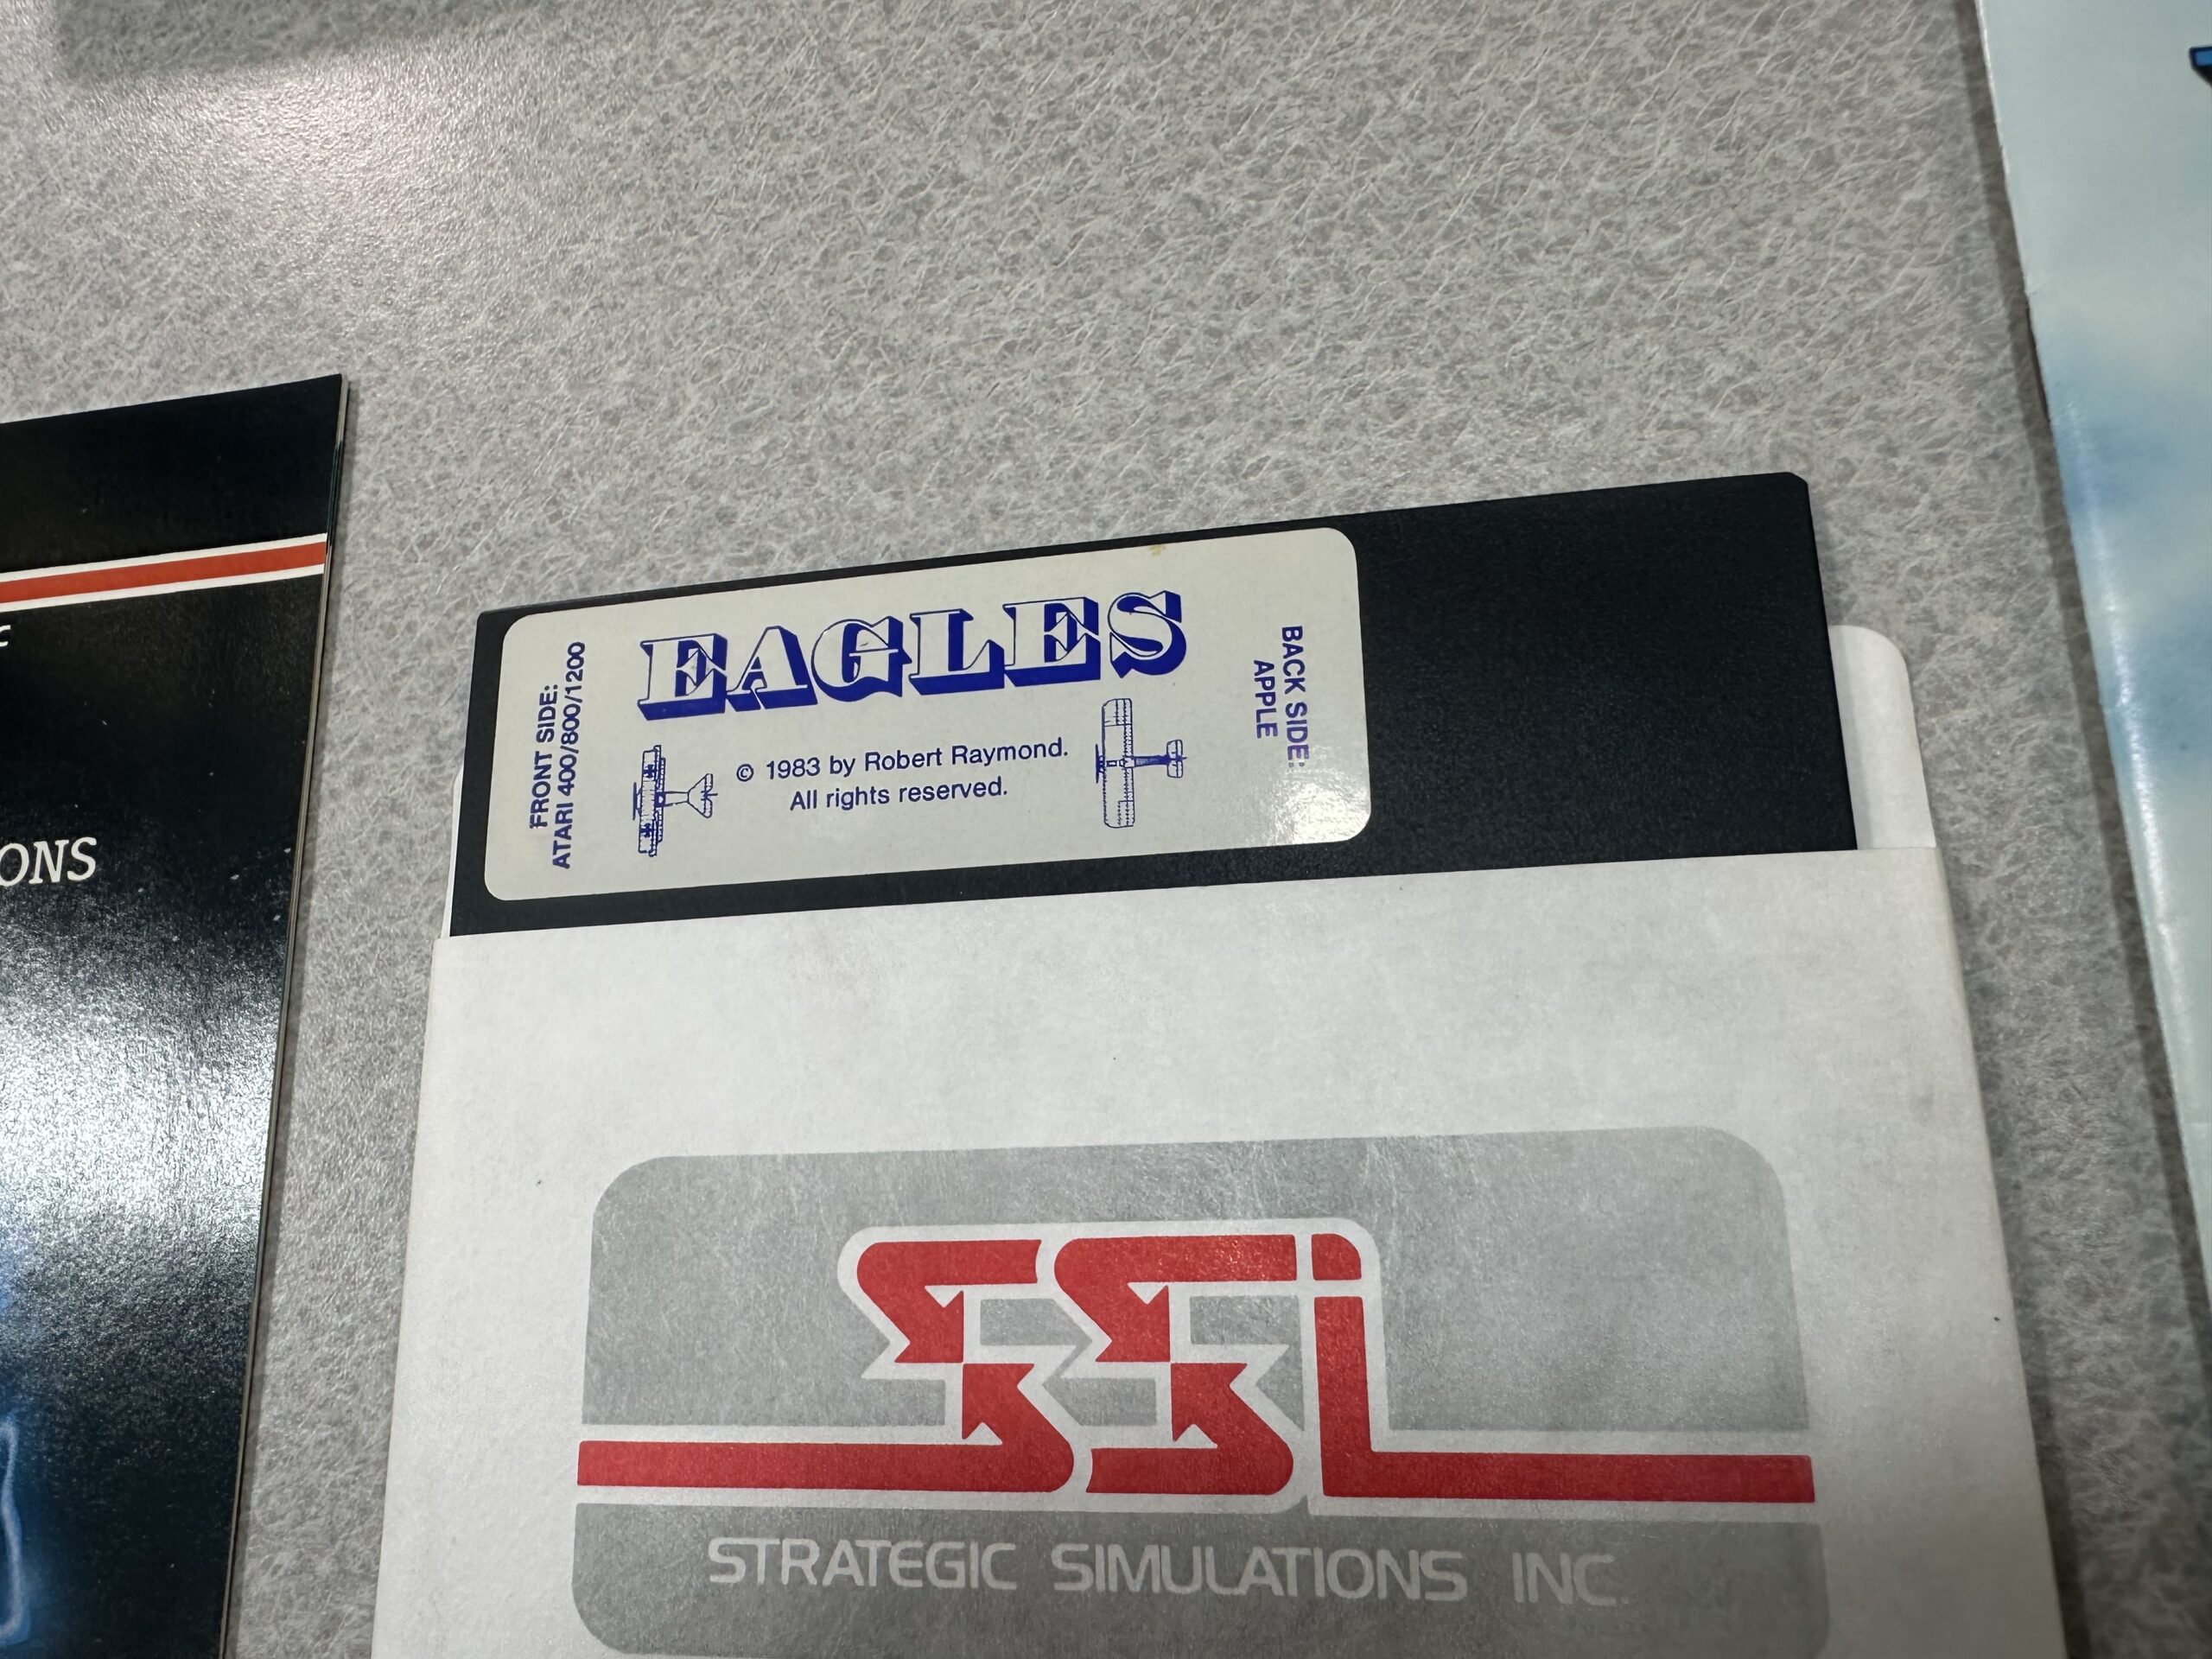 C
ONS
FRONT SIDE:
ATARI 400/800/1200
EAGLES
© 1983 by Robert Raymond.
All rights reserved.
BACK SIDE:
APPLE
SSI
STRATEGIC SIMULATIONS INC.